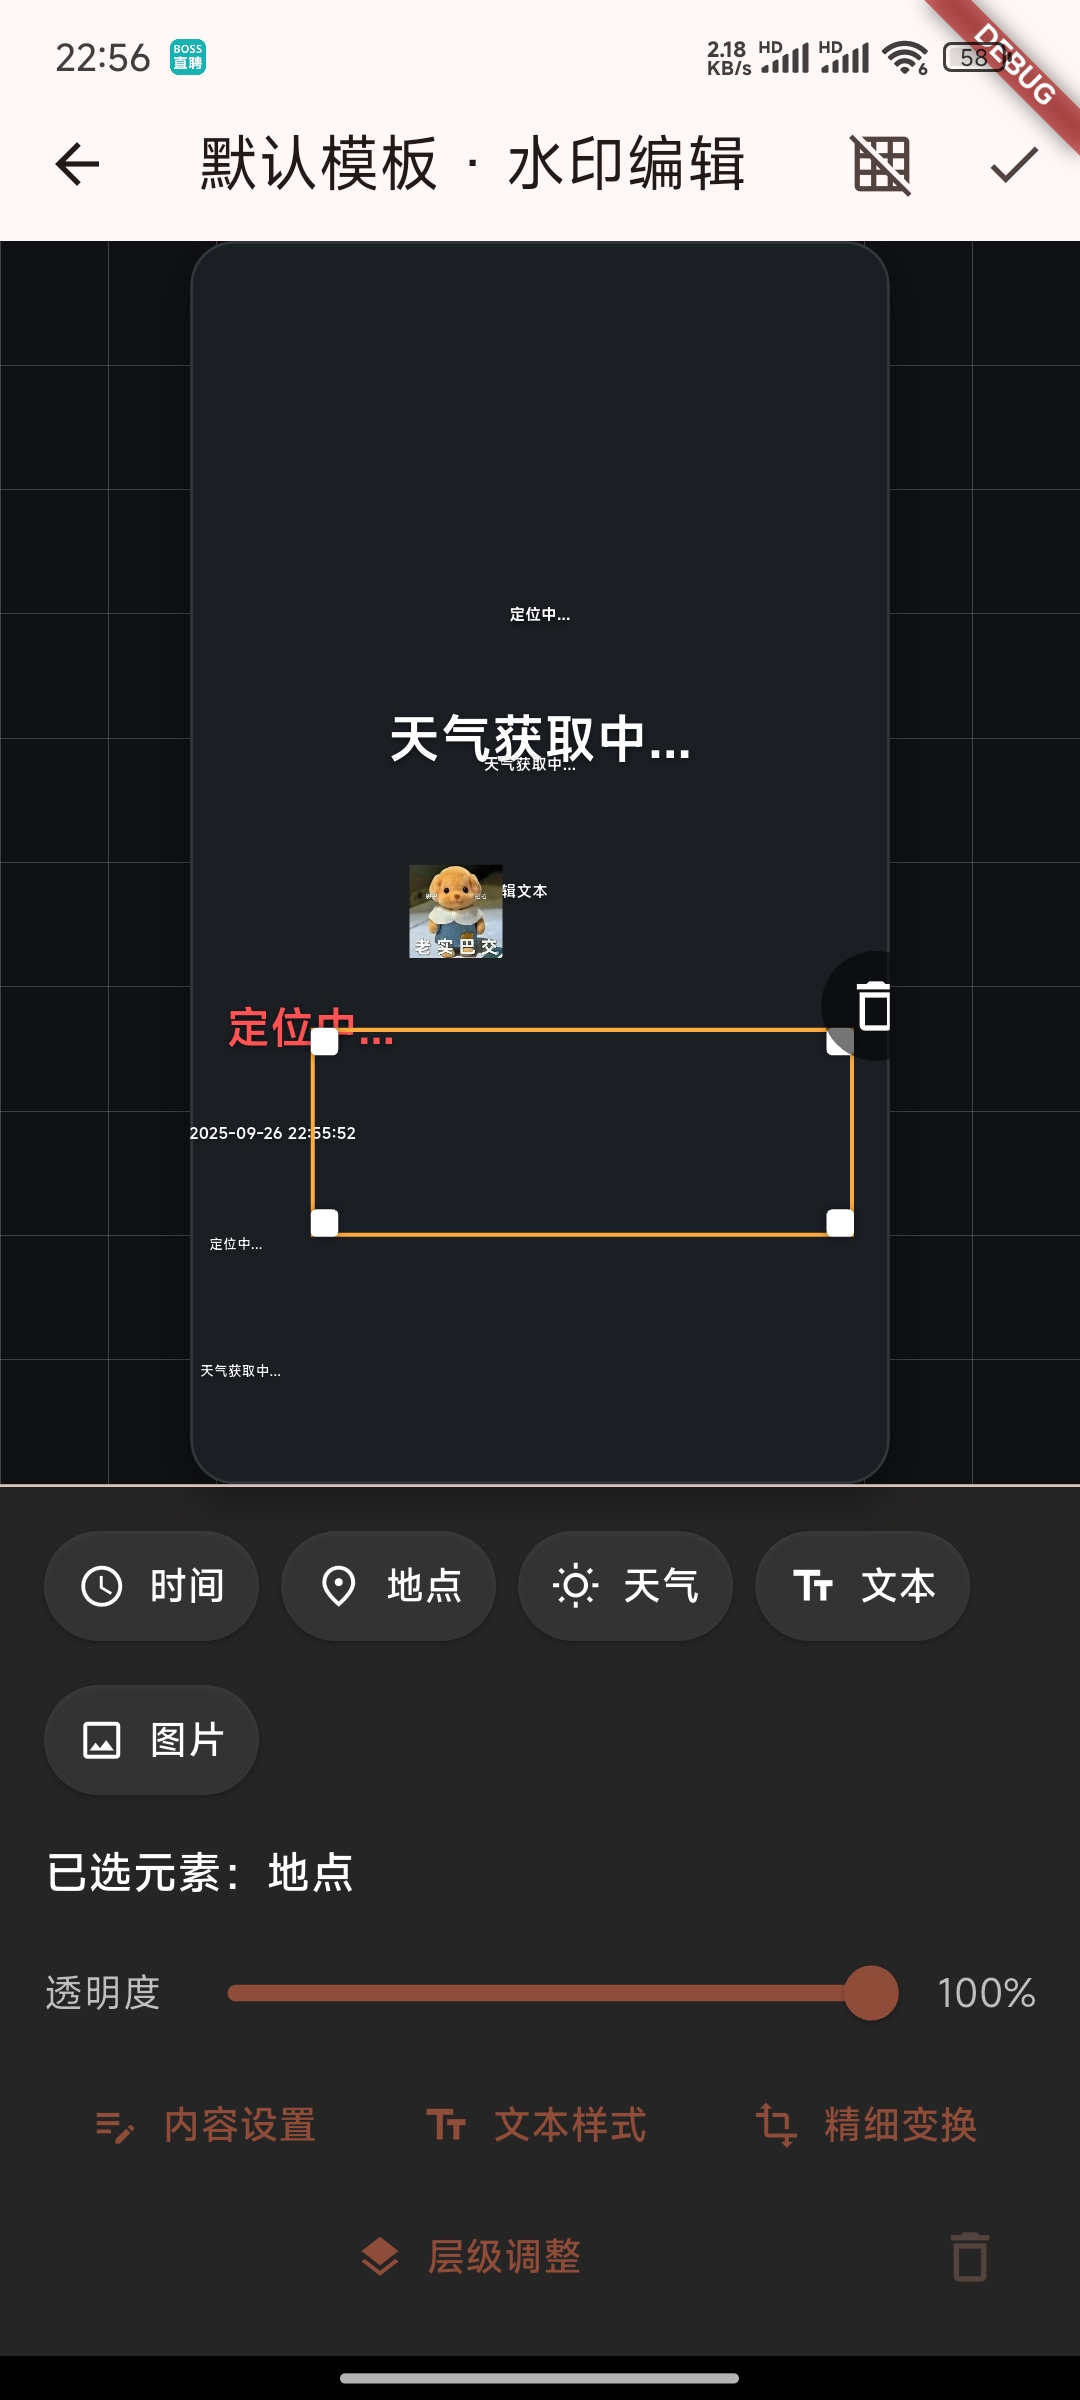 22:56
BOSS
直聘
2.18
KB/s
HD
HD
6
58
DEBUG
默认模板 · 水印编辑
定位中...
天气获取中...
天气获取中...
辑文本
老实巴交
定位中...
2025-09-26 22:55:52
定位中...
天气获取中...
时间
地点
天气
文本
图片
已选元素：地点
透明度
100%
内容设置
文本样式
精细变换
层级调整